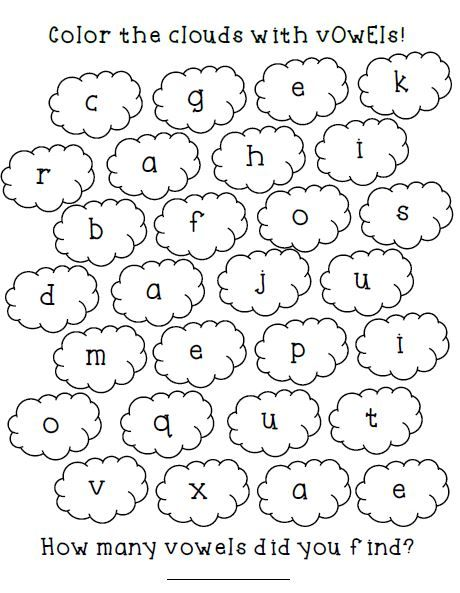 Color the clouds with vOwEls!
c g e k
r a h i
b f o s
d a j u
m e p i
o q u t
v x a e
How many vowels did you find?